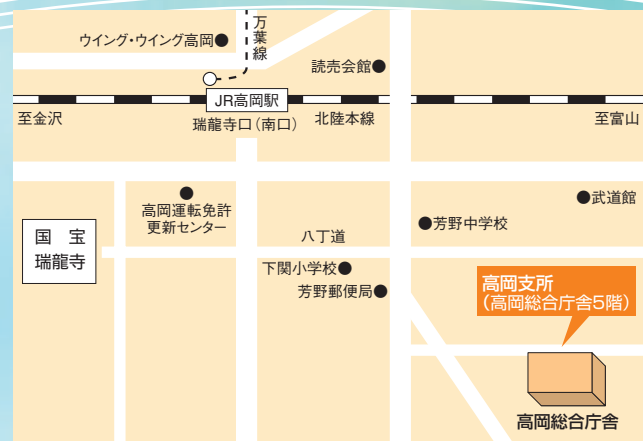 ウイング・ウイング高岡
万葉線
読売会館
JR高岡駅
至金沢
瑞龍寺口(南口)
北陸本線
至富山
高岡運転免許
更新センター
武道館
芳野中学校
国 宝
瑞龍寺
八丁道
下関小学校
芳野郵便局
高岡支所
(高岡総合庁舎5階)
高岡総合庁舎